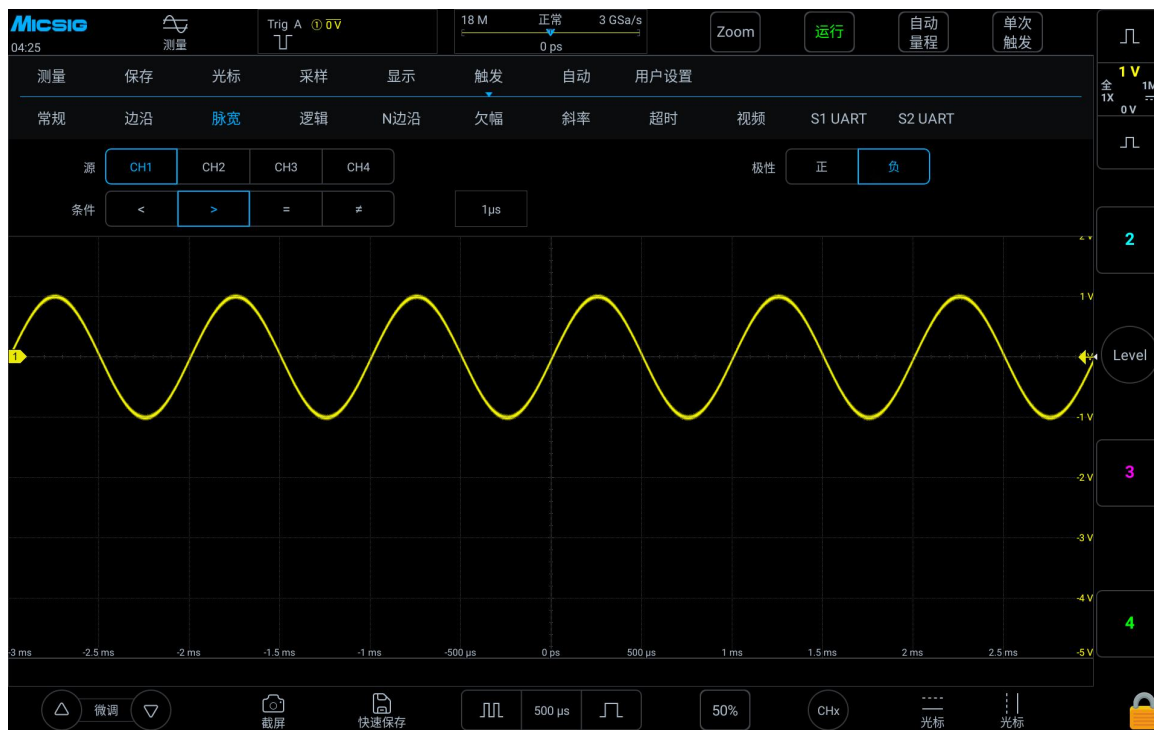 MICSIG
04:25
测量
Trig A ① 0 V
18 M 正常 3 GSa/s
0 ps
Zoom
运行
自动量程
单次触发
测量 保存 光标 采样 显示 触发 自动 用户设置
常规 边沿 脉宽 逻辑 N边沿 欠幅 斜率 超时 视频 S1 UART S2 UART
源 CH1 CH2 CH3 CH4 极性 正 负
条件 < > = ≠ 1μs
1 V
全 1M
1X
0 V
2
Level
3
4
1
1 V
-1 V
-2 V
-3 V
-4 V
-5 V
-3 ms -2.5 ms -2 ms -1.5 ms -1 ms -500 μs 0 ps 500 μs 1 ms 1.5 ms 2 ms 2.5 ms
微调
截屏
快速保存
500 μs
50%
CHx
光标
光标